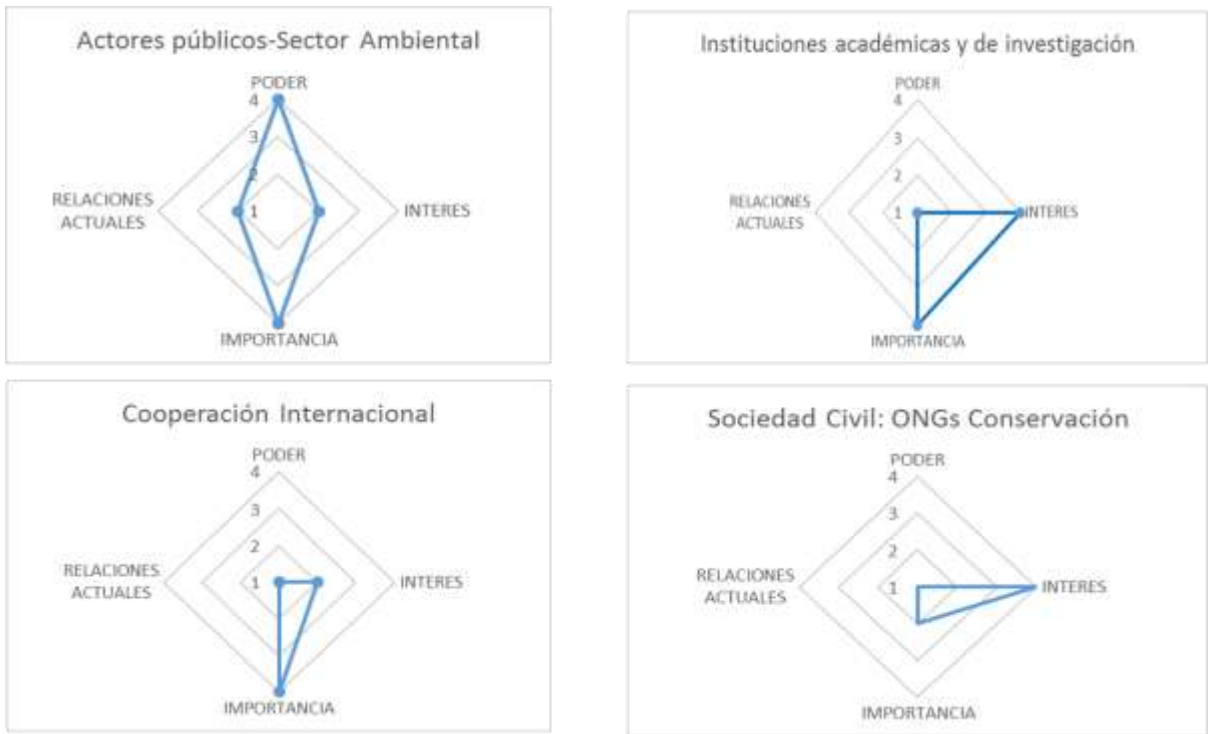 Actores públicos-Sector Ambiental
PODER
4
3
2
1
RELACIONES
ACTUALES
INTERES
IMPORTANCIA
Instituciones académicas y de investigación
PODER
4
3
2
1
RELACIONES
ACTUALES
INTERES
IMPORTANCIA
Cooperación Internacional
PODER
4
3
2
1
RELACIONES
ACTUALES
INTERES
IMPORTANCIA
Sociedad Civil: ONGs Conservación
PODER
4
3
2
1
RELACIONES
ACTUALES
INTERES
IMPORTANCIA